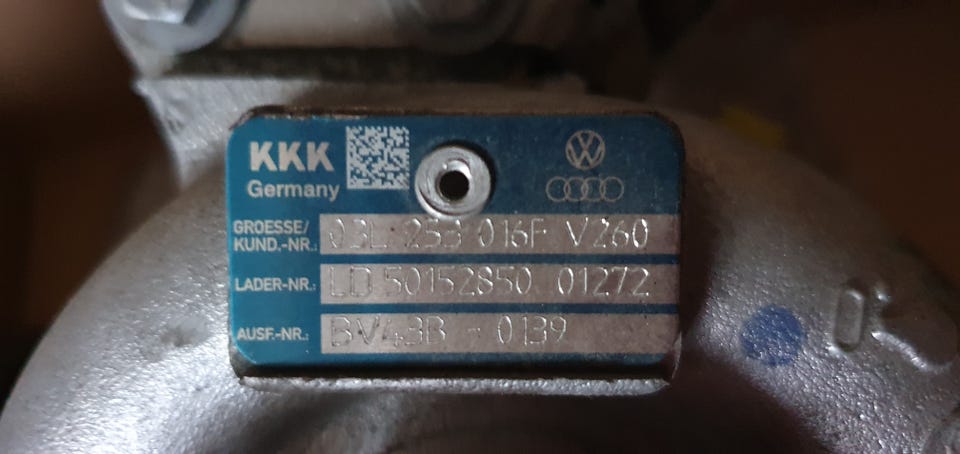 KKK
Germany
GROESSE/
KUND.-NR.: 03L 253 016F V260
LADER-NR.: LD 50152850 01272
AUSF.-NR.: BV43B - 0139